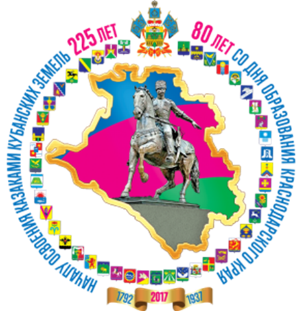 225 ЛЕТ
НАЧАЛУ ОСВОЕНИЯ КАЗАКАМИ КУБАНСКИХ ЗЕМЕЛЬ
80 ЛЕТ
СО ДНЯ ОБРАЗОВАНИЯ КРАСНОДАРСКОГО КРАЯ
1792 2017 1937